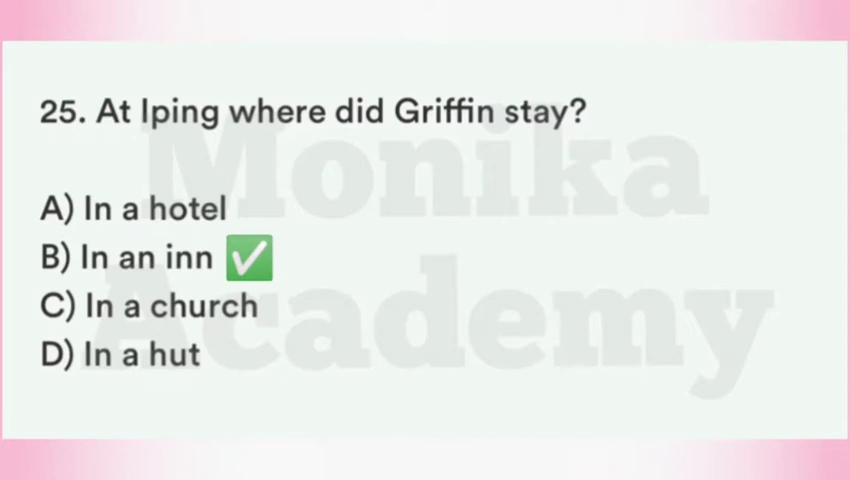 25. At Iping where did Griffin stay?
A) In a hotel
B) In an inn ✅
C) In a church
D) In a hut
Monika
Academy